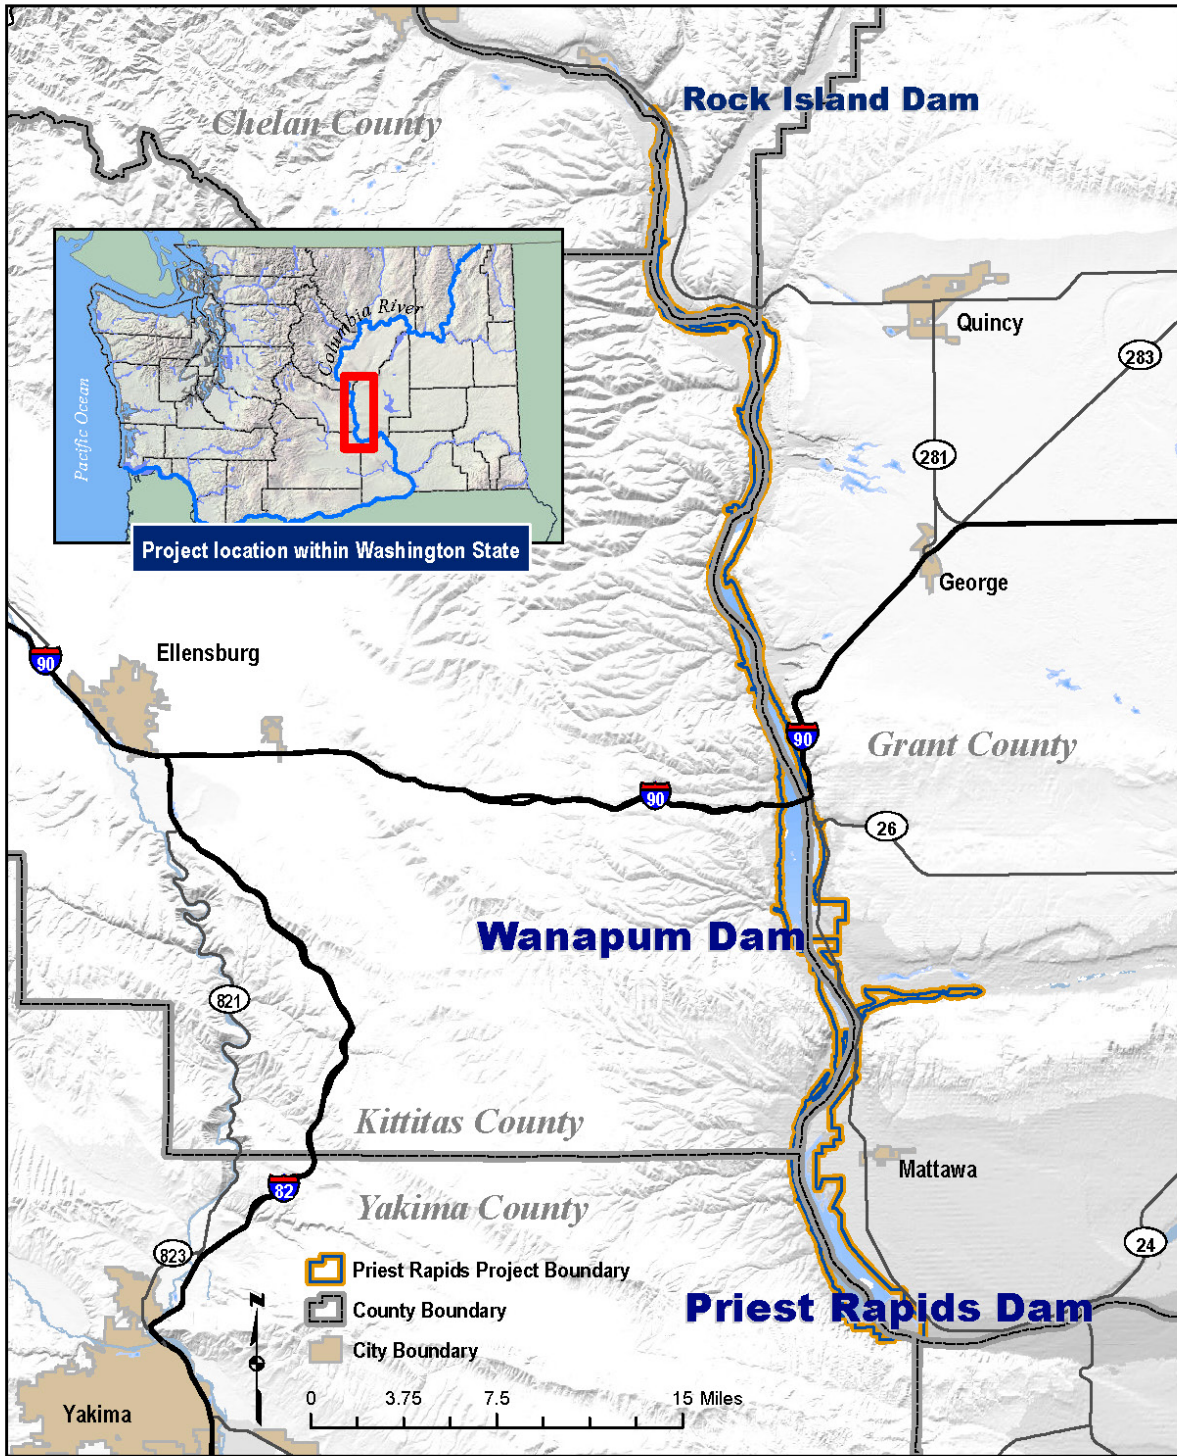 Rock Island Dam
Chelan County
Columbia River
Pacific Ocean
Project location within Washington State
Quincy
283
281
George
90
Ellensburg
90
Grant County
90
26
Wanapum Dam
821
Kittitas County
Mattawa
82
Yakima County
823
24
Priest Rapids Project Boundary
County Boundary
City Boundary
Priest Rapids Dam
N
0 3.75 7.5 15 Miles
Yakima